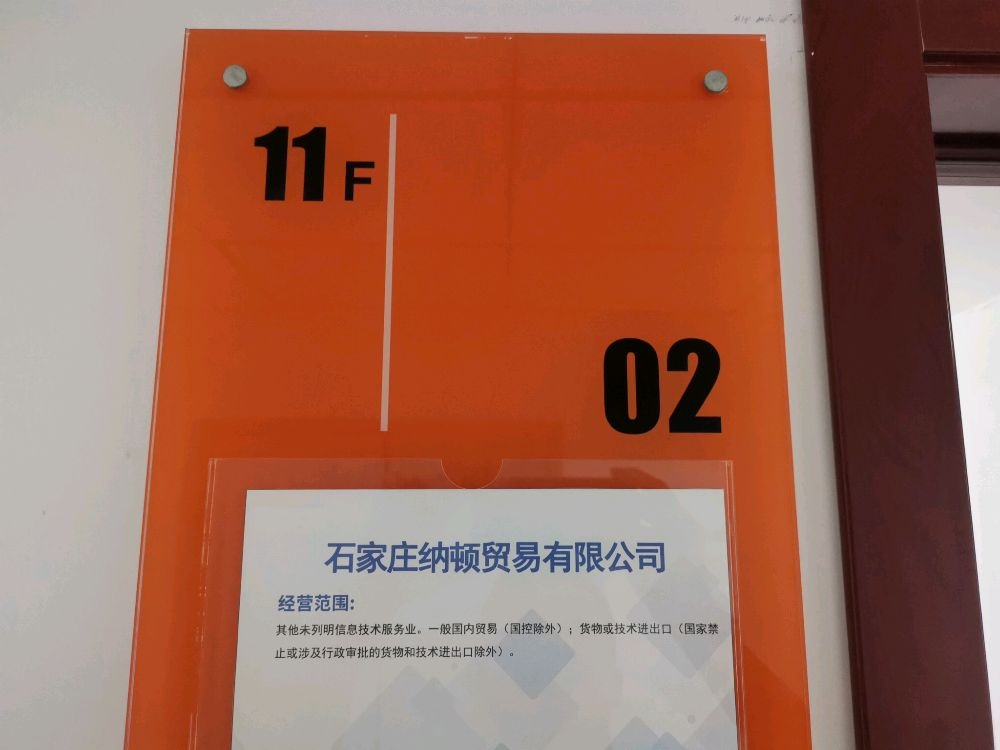 11 F
02
石家庄纳顿贸易有限公司
经营范围:
其他未列明信息技术服务业。一般国内贸易（国控除外）；货物或技术进出口（国家禁
止或涉及行政审批的货物和技术进出口除外）。